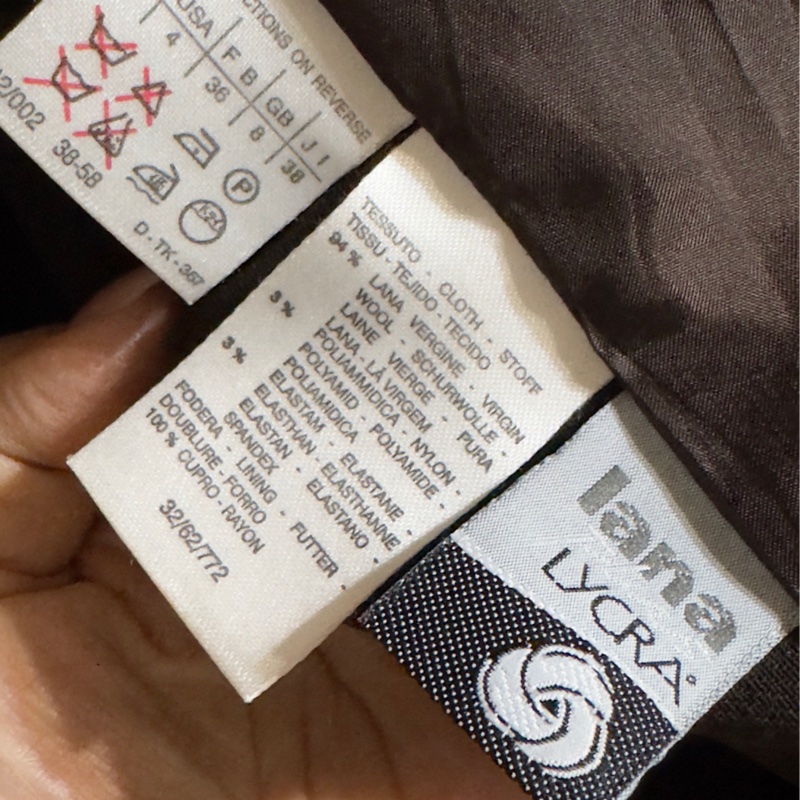 CTIONS ON REVERSE
USA F B GB J I
4 36 8 38
P
2/002
38-58
D-TK-367
TESSUTO - CLOTH - STOFF
TISSU - TEJIDO - TECIDO
94 % LANA VERGINE - VIRGIN
WOOL - SCHURWOLLE -
LAINE VIERGE - PURA
LANA - LÀ VIRGEM
3 % POLIAMMIDICA - NYLON -
POLYAMID - POLYAMIDE -
POLIAMIDICA
3 % ELASTAM - ELASTANE -
ELASTHAN - ELASTHANNE
ELASTAN - ELASTANO -
SPANDEX
FODERA - LINING - FUTTER -
DOUBLURE - FORRO
100 % CUPRO - RAYON
32/62/772
lana
LYCRA®